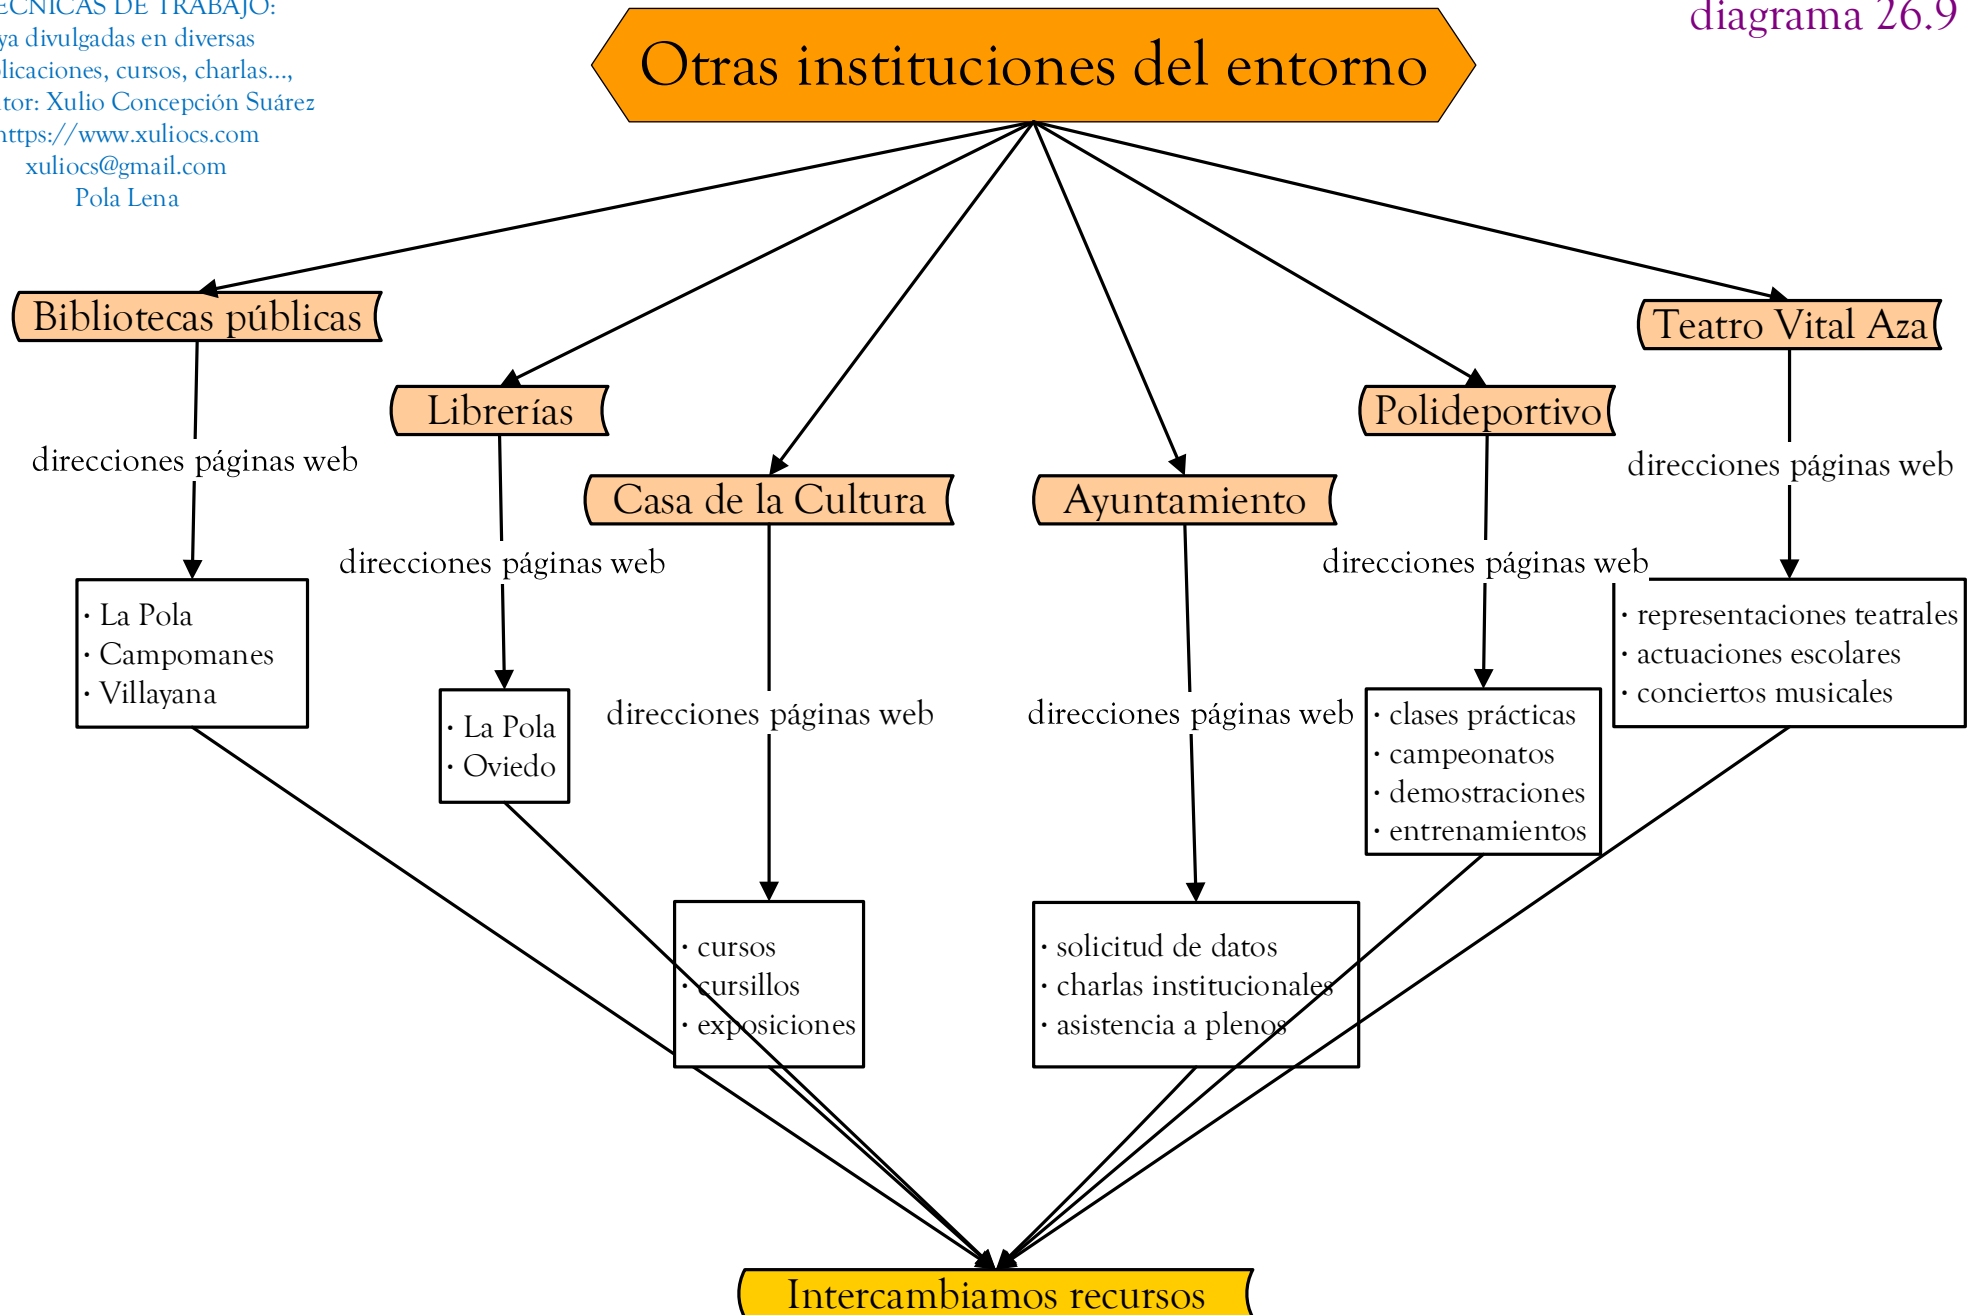 TÉCNICAS DE TRABAJO:
ya divulgadas en diversas
cursos, charlas...,
Xulio Concepción Suárez
https://www.xuliocs.com
xuliocs@gmail.com
Pola Lena
diagrama 26.9
Otras instituciones del entorno
Bibliotecas públicas
direcciones páginas web
· La Pola
· Campomanes
· Villayana
Librerías
direcciones páginas web
· La Pola
· Oviedo
Casa de la Cultura
direcciones páginas web
· cursos
· cursillos
· exposiciones
Ayuntamiento
direcciones páginas web
· solicitud de datos
· charlas institucionales
· asistencia a plenos
Polideportivo
direcciones páginas web
· clases prácticas
· campeonatos
· demostraciones
· entrenamientos
Teatro Vital Aza
direcciones páginas web
· representaciones teatrales
· actuaciones escolares
· conciertos musicales
Intercambiamos recursos